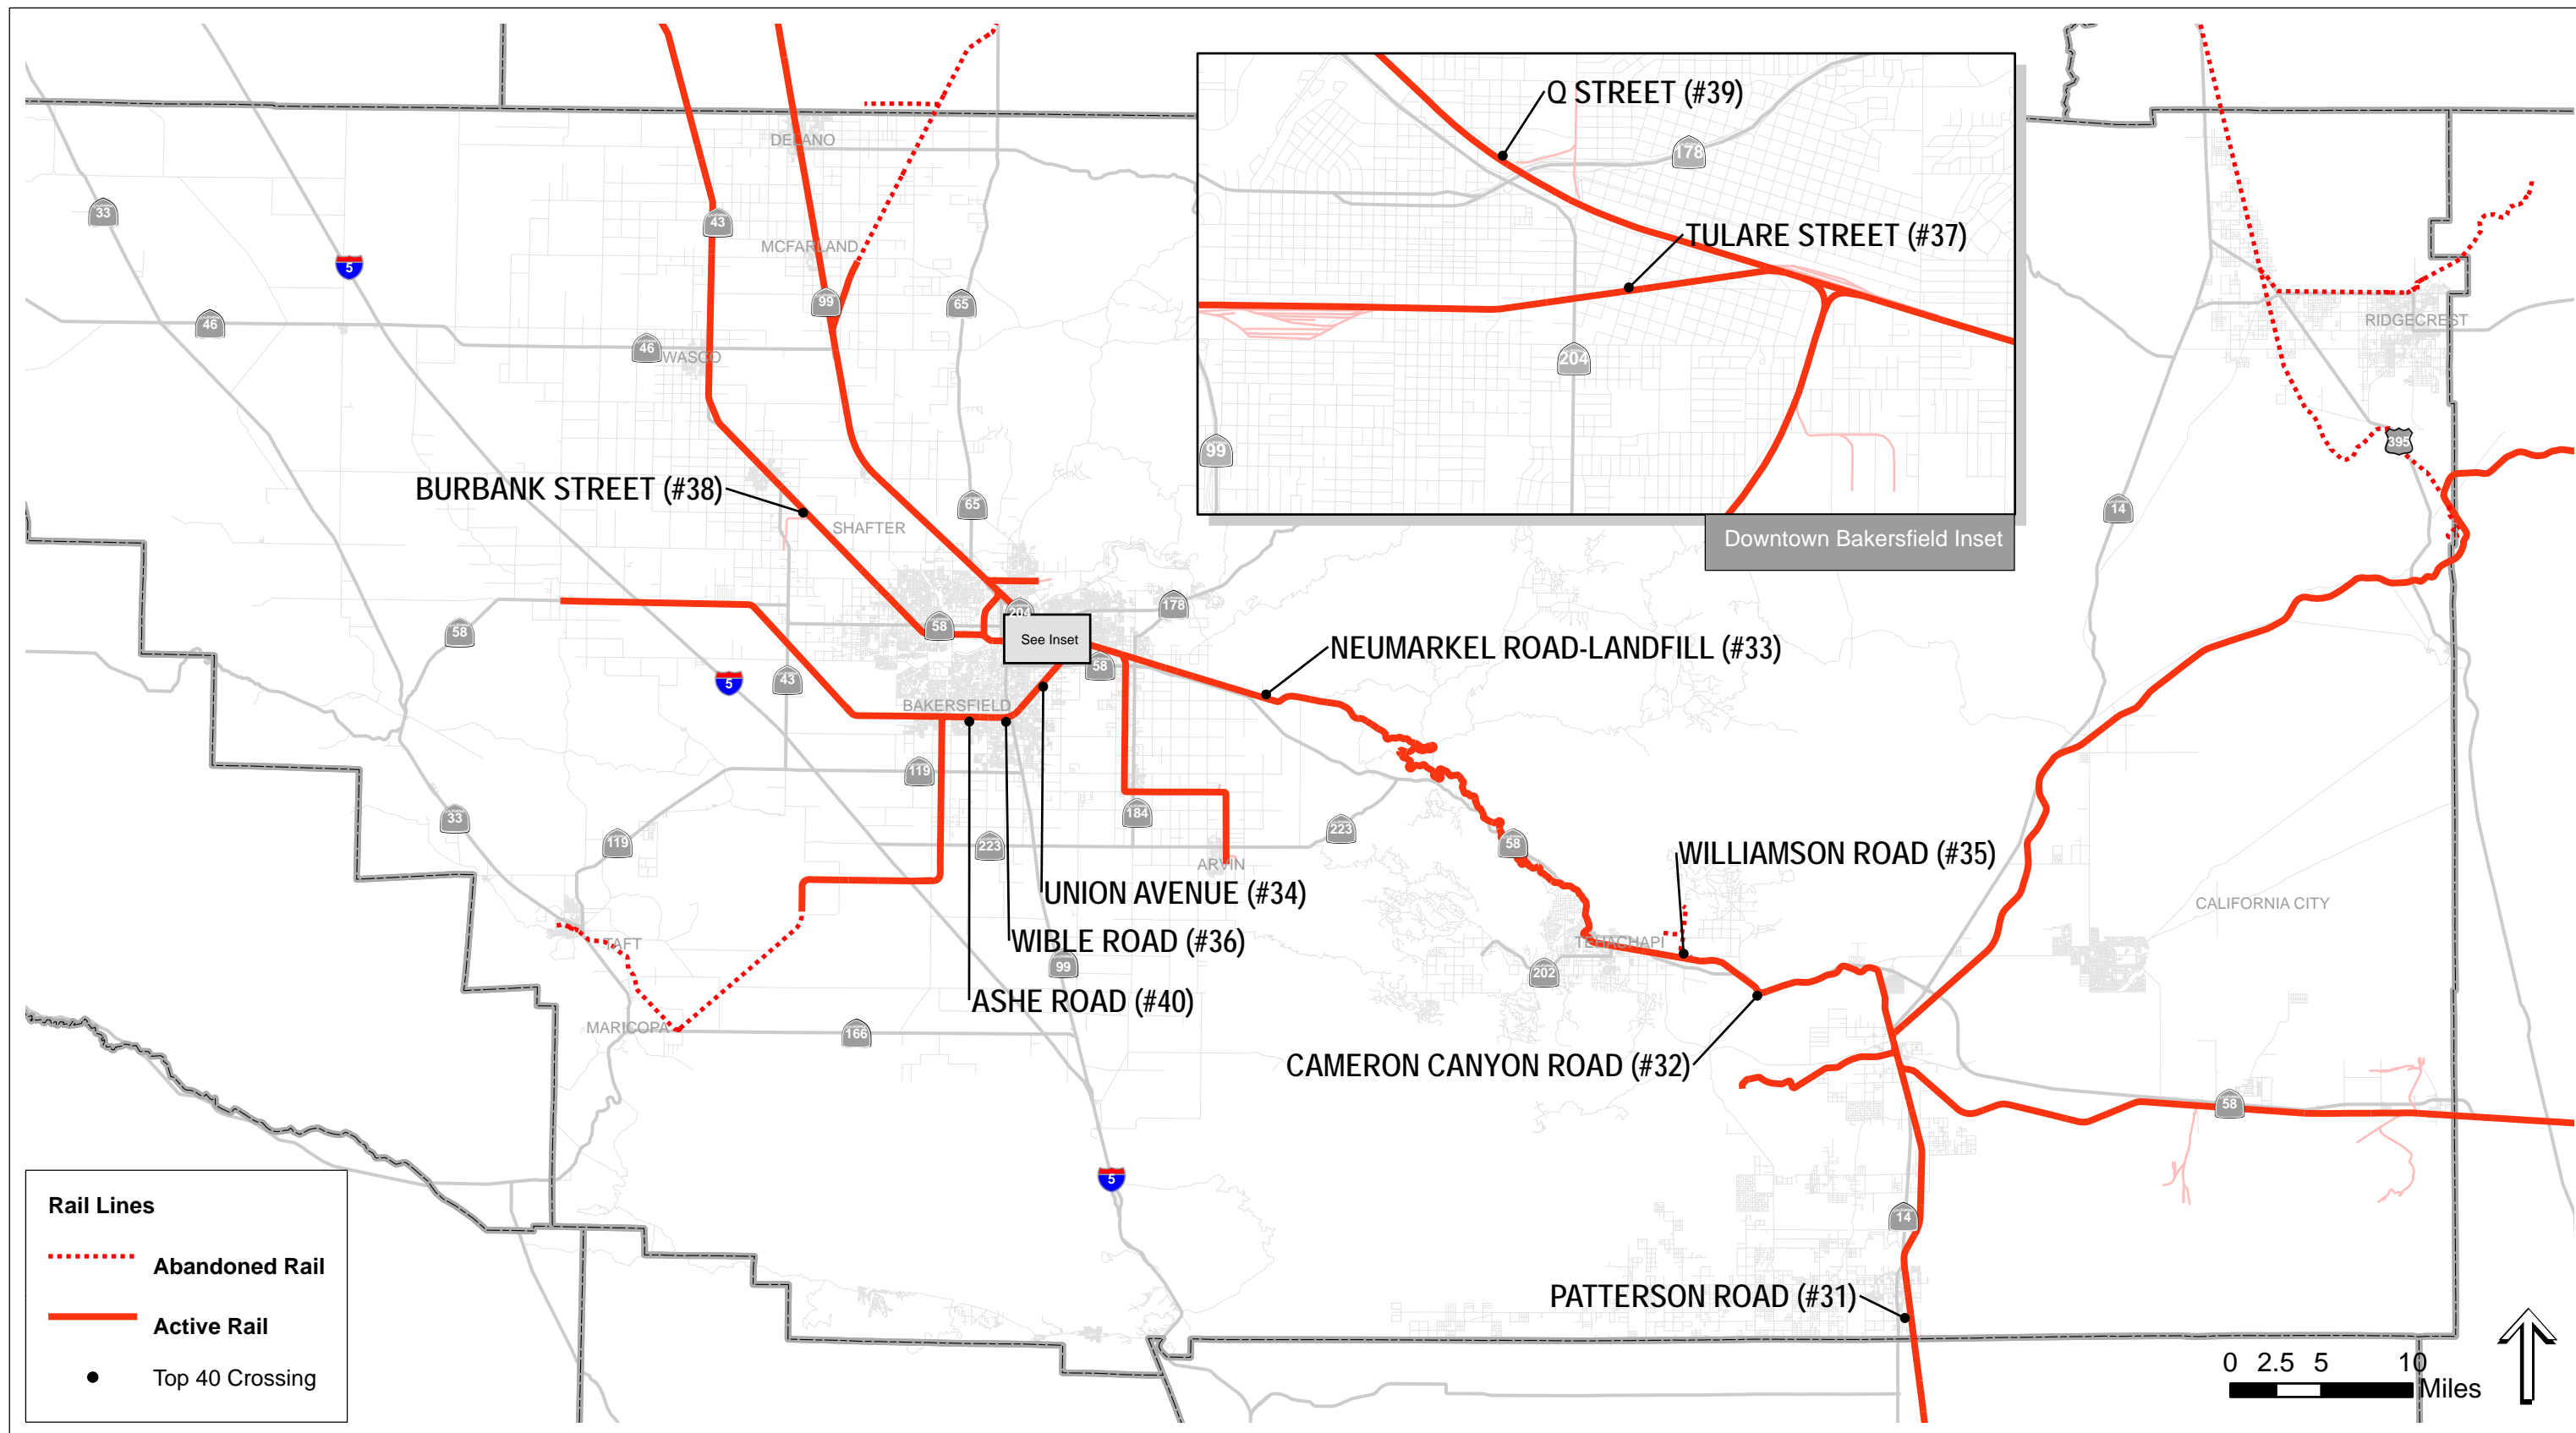 Q STREET (#39)
178
TULARE STREET (#37)
204
99
Downtown Bakersfield Inset
DELANO
33
43
MCFARLAND
5
99
65
46
46
WASCO
RIDGECREST
395
BURBANK STREET (#38)
65
SHAFTER
14
204
178
58
58
See Inset
58
NEUMARKEL ROAD-LANDFILL (#33)
5
43
BAKERSFIELD
119
33
119
184
223
223
58
ARVIN
WILLIAMSON ROAD (#35)
UNION AVENUE (#34)
CALIFORNIA CITY
TAFT
WIBLE ROAD (#36)
TEHACHAPI
99
202
ASHE ROAD (#40)
MARICOPA
166
CAMERON CANYON ROAD (#32)
58
5
14
PATTERSON ROAD (#31)
Rail Lines
Abandoned Rail
Active Rail
Top 40 Crossing
0 2.5 5 10
Miles